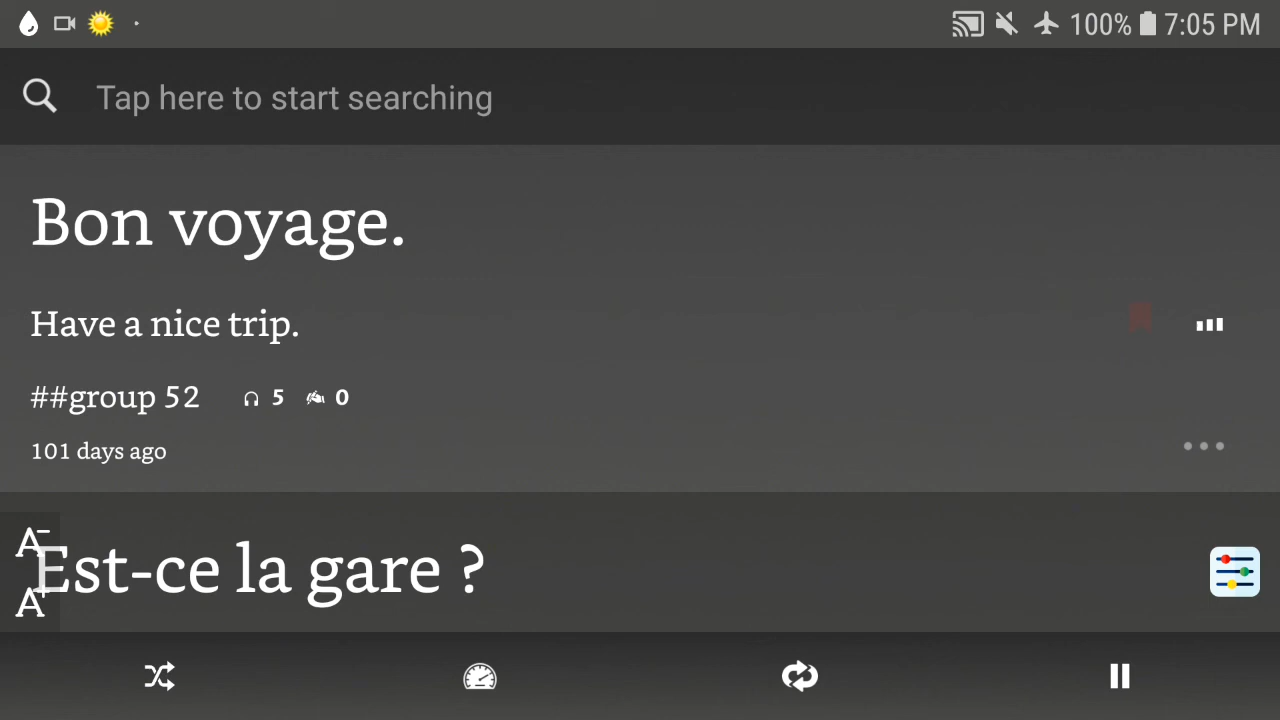 100% 7:05 PM
Tap here to start searching
Bon voyage.
Have a nice trip.
##group 52 5 0
101 days ago
A-
Est-ce la gare ?
A+